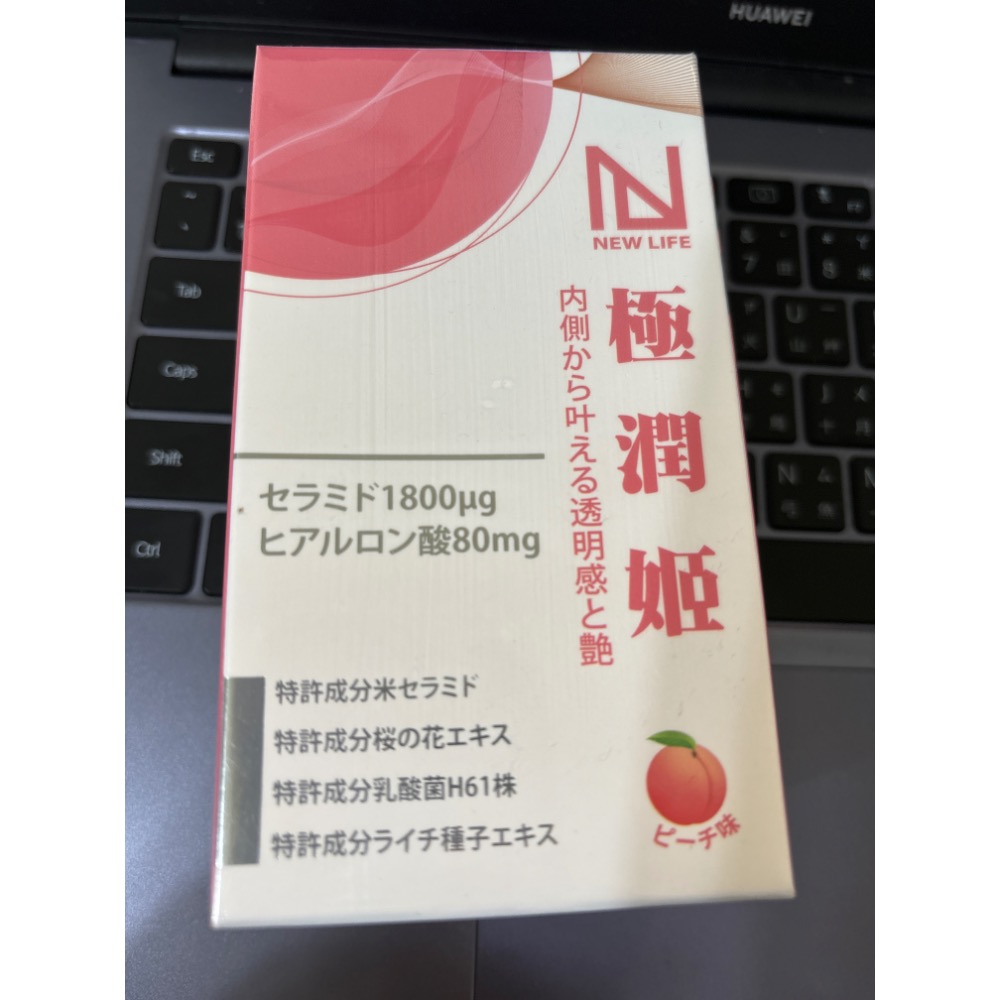 HUAWEI
NEW LIFE
極潤姬
内側から叶える透明感と艶
セラミド1800μg
ヒアルロン酸80mg
特許成分米セラミド
特許成分桜の花エキス
特許成分乳酸菌H61株
特許成分ライチ種子エキス
ピーチ味
Esc
Tab
Caps
Shift
Ctrl
7
8
U
山
N
M